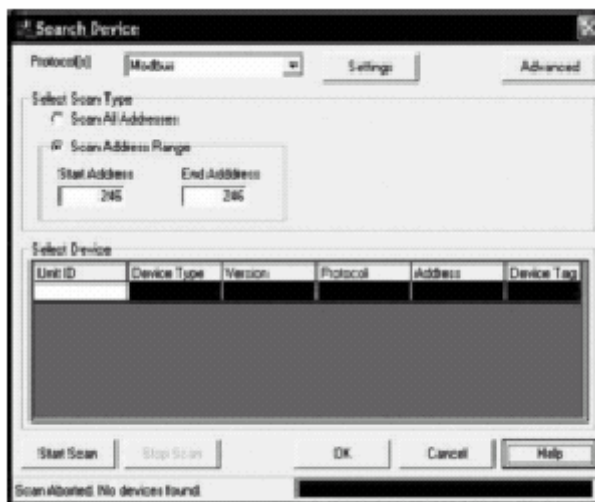 Search Device
Protocol(s) Modbus Settings Advanced
Select Scan Type
Scan All Addresses
Scan Address Range
Start Address End Adddress
246 246
Select Device
Unit ID Device Type Version Protocol Address Device Tag
Start Scan Stop Scan OK Cancel Help
Scan Aborted. No devices found.